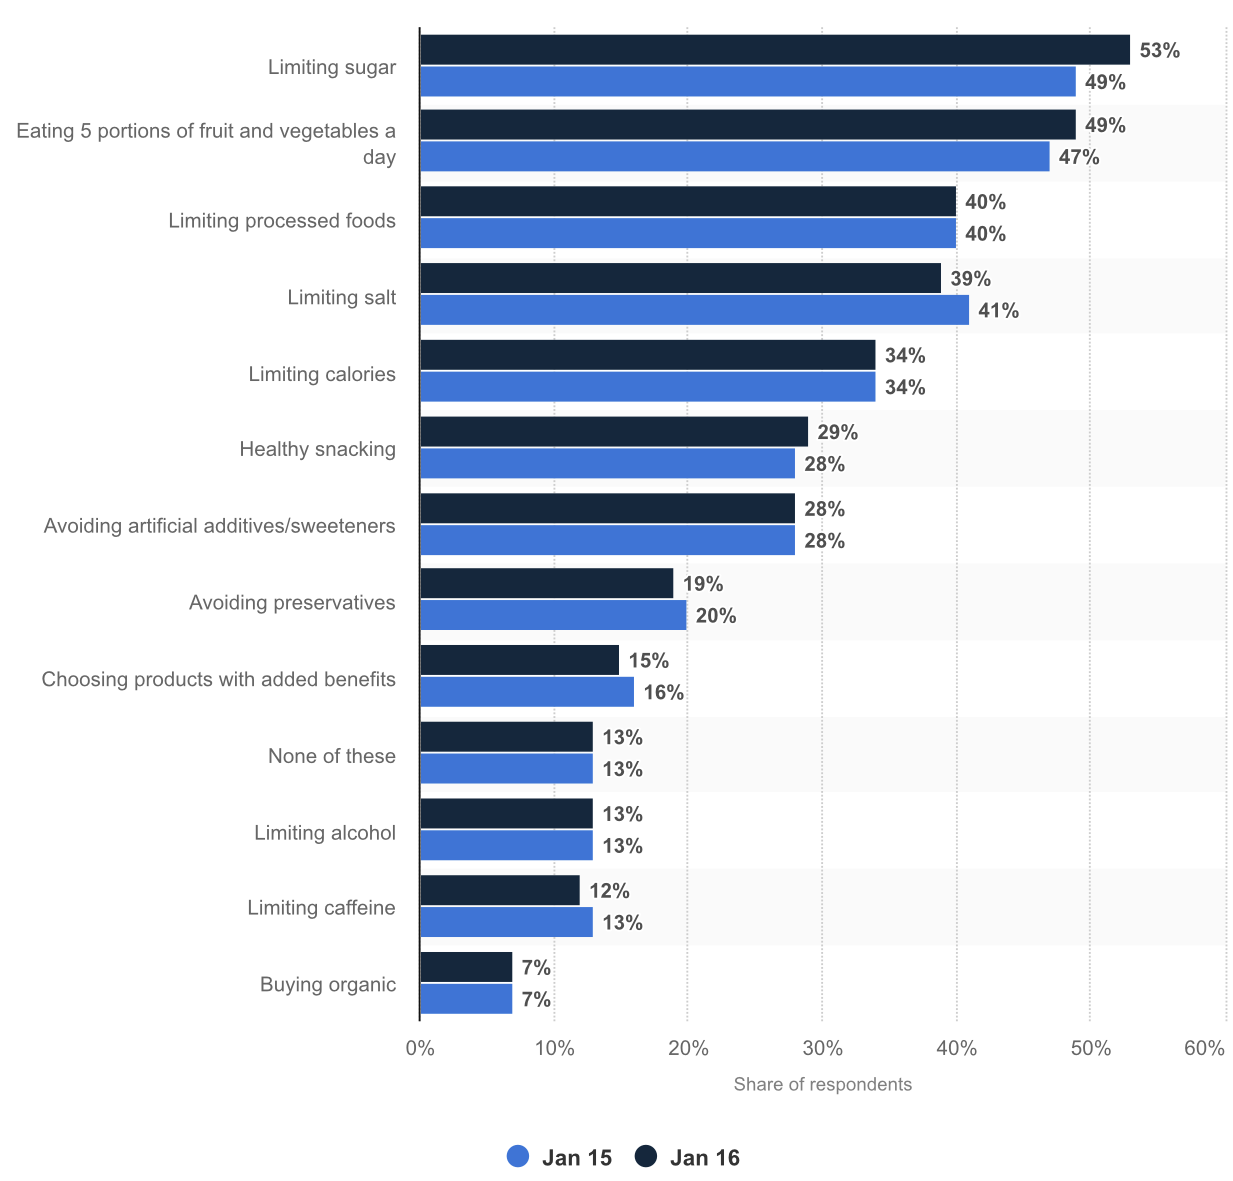 Limiting sugar
53%
49%
Eating 5 portions of fruit and vegetables a
day
49%
47%
Limiting processed foods
40%
40%
Limiting salt
39%
41%
Limiting calories
34%
34%
Healthy snacking
29%
28%
Avoiding artificial additives/sweeteners
28%
28%
Avoiding preservatives
19%
20%
Choosing products with added benefits
15%
16%
None of these
13%
13%
Limiting alcohol
13%
13%
Limiting caffeine
12%
13%
Buying organic
7%
7%
0% 10% 20% 30% 40% 50% 60%
Share of respondents
Jan 15 Jan 16